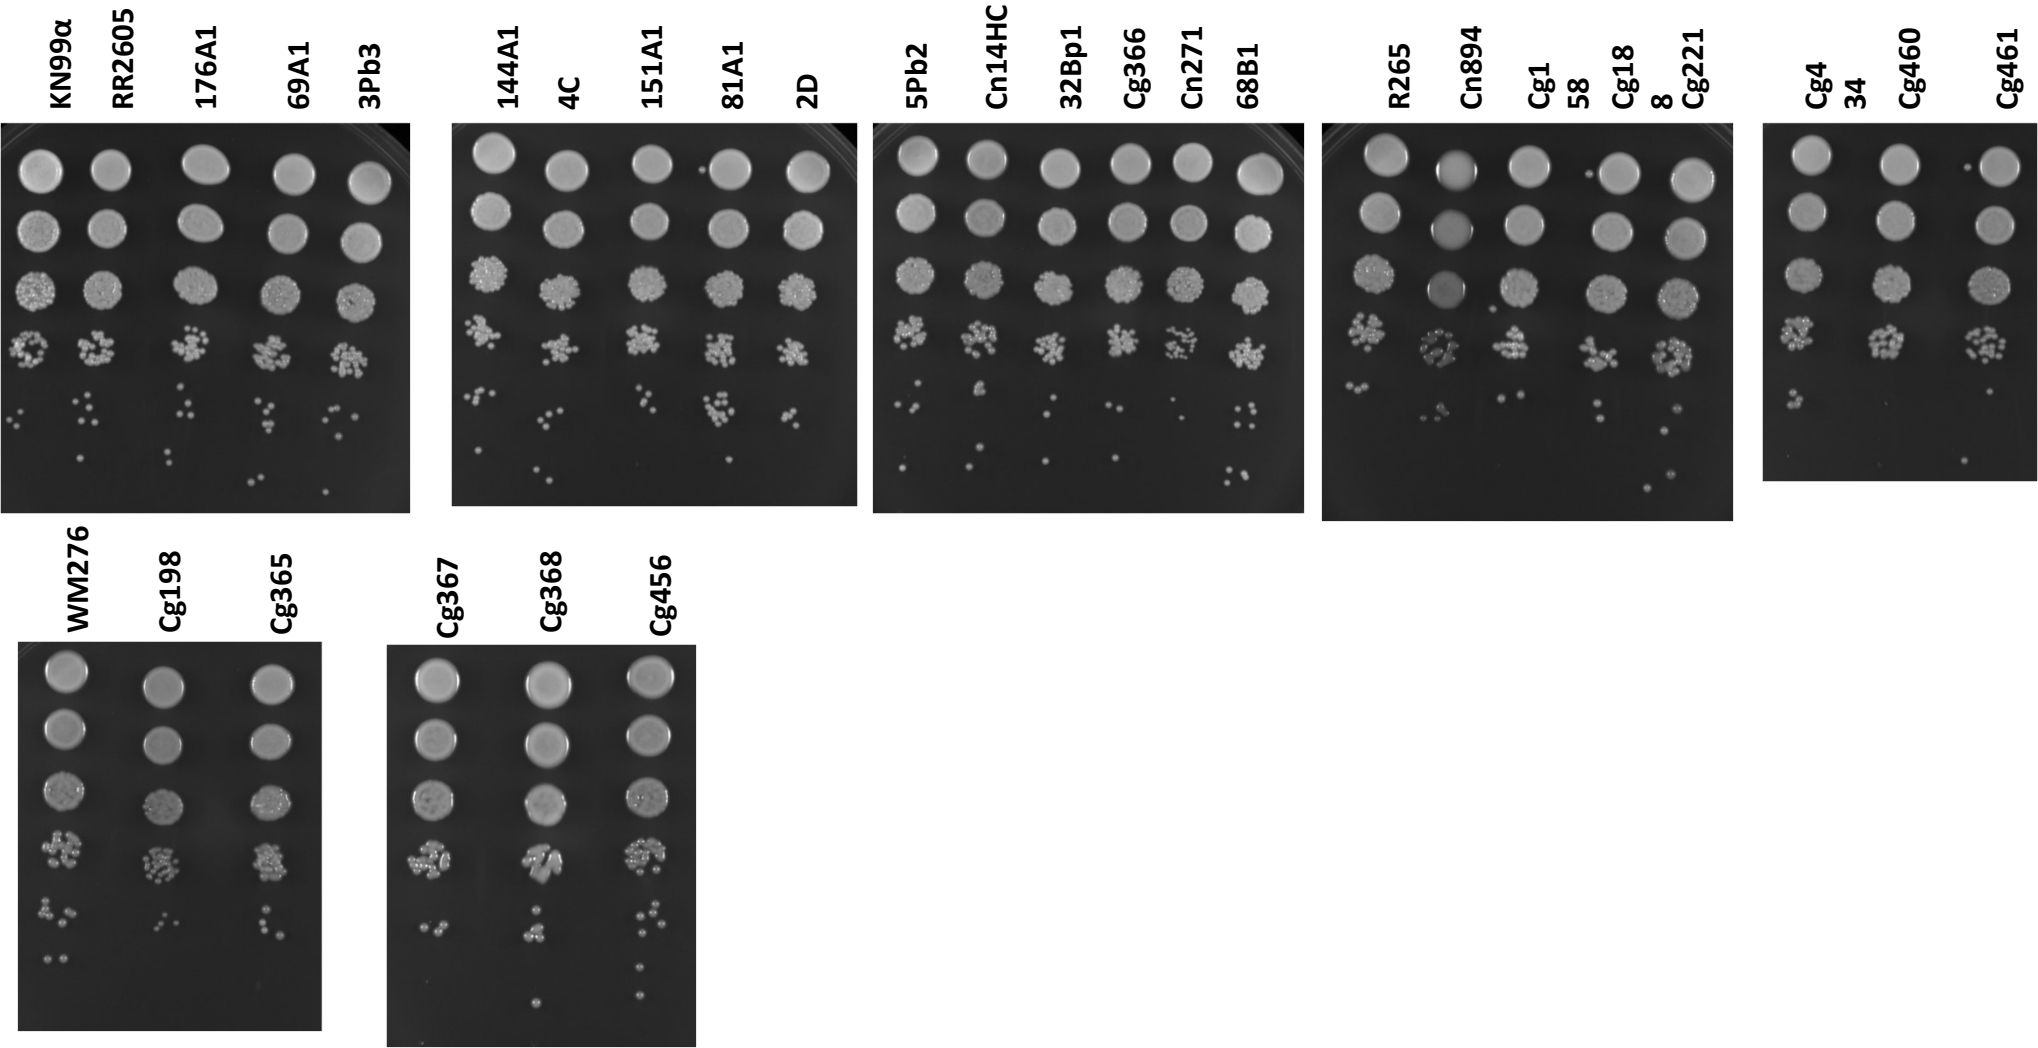 KN99α
RR2605
176A1
69A1
3Pb3
144A1
4C
151A1
81A1
2D
5Pb2
Cn14HC
32Bp1
Cg366
Cn271
68B1
R265
Cn894
Cg1
58
Cg18
8
Cg221
Cg4
34
Cg460
Cg461
WM276
Cg198
Cg365
Cg367
Cg368
Cg456